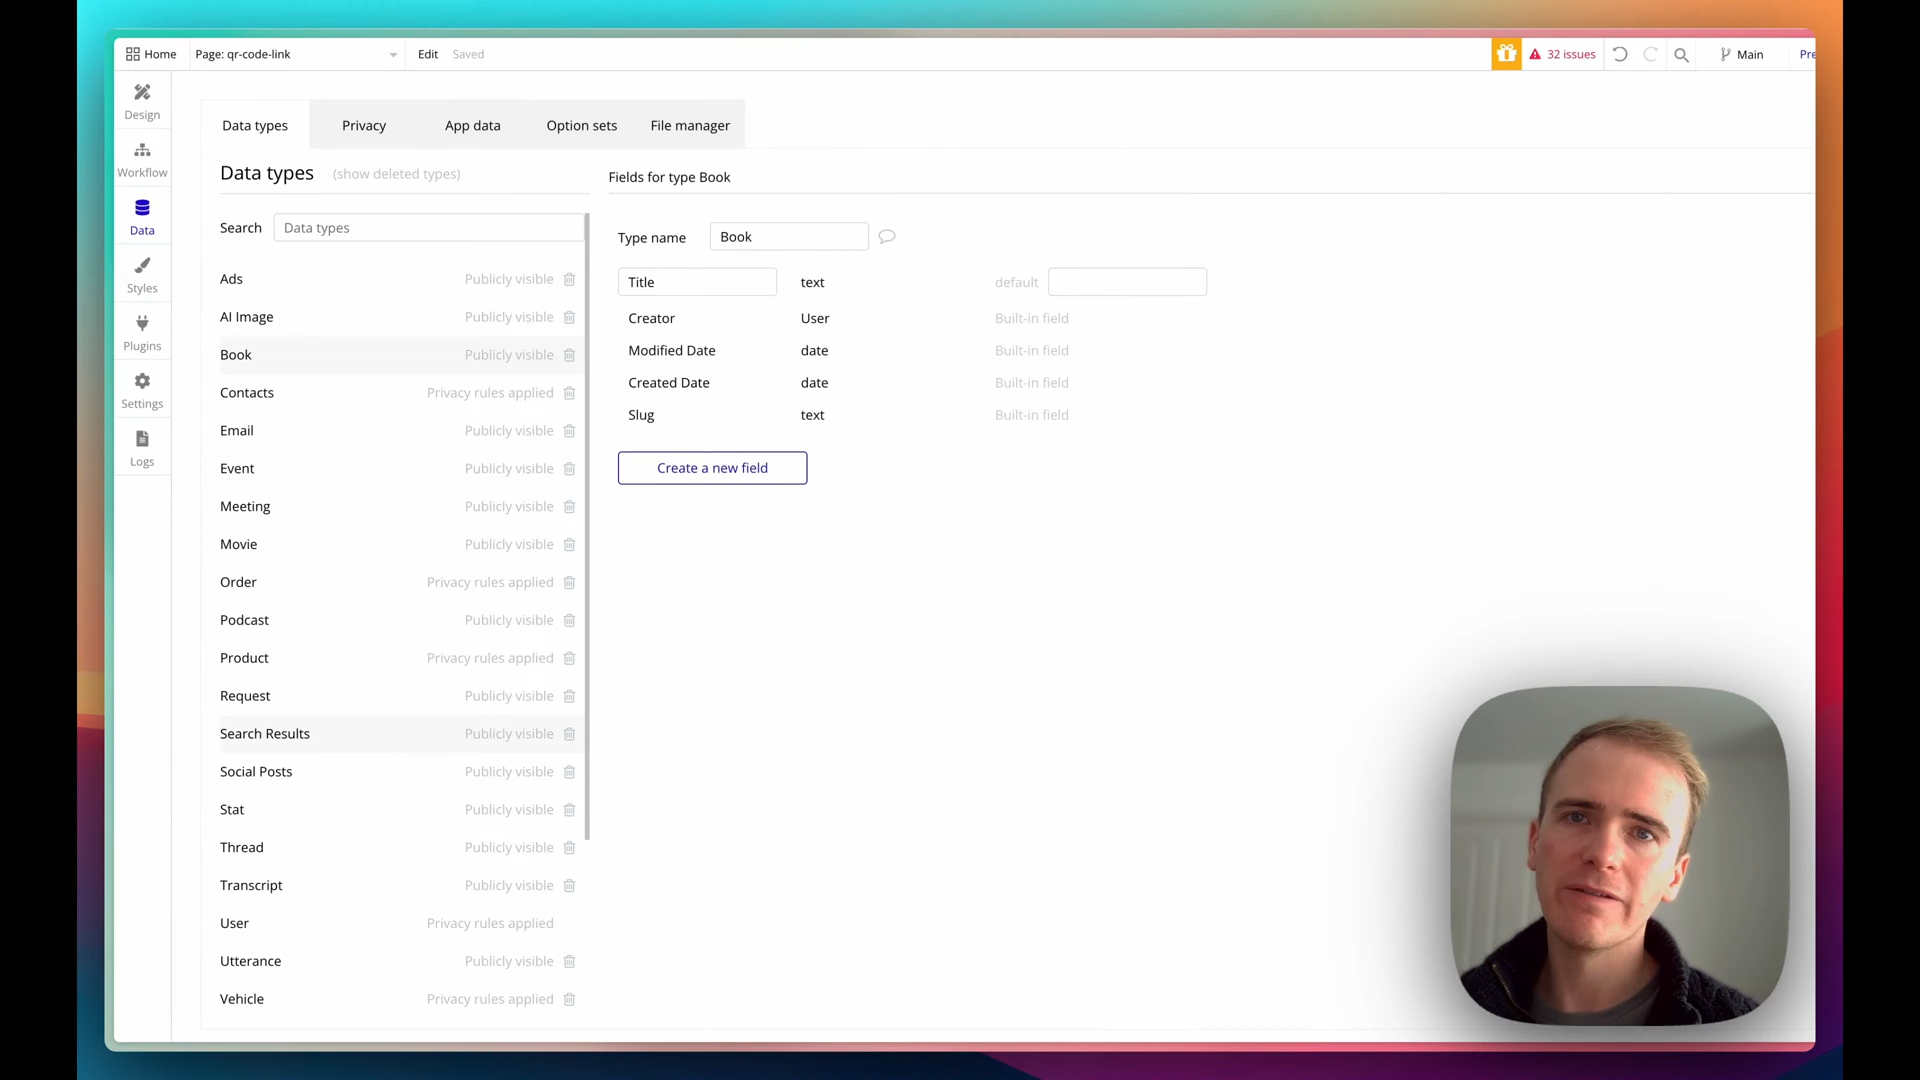 Home
Page: qr-code-link
Edit
Saved
32 issues
Main
Pre
Design
Workflow
Data
Styles
Plugins
Settings
Logs
Data types
Privacy
App data
Option sets
File manager
Data types (show deleted types)
Search Data types
Ads Publicly visible
AI Image Publicly visible
Book Publicly visible
Contacts Privacy rules applied
Email Publicly visible
Event Publicly visible
Meeting Publicly visible
Movie Publicly visible
Order Privacy rules applied
Podcast Publicly visible
Product Privacy rules applied
Request Publicly visible
Search Results Publicly visible
Social Posts Publicly visible
Stat Publicly visible
Thread Publicly visible
Transcript Publicly visible
User Privacy rules applied
Utterance Publicly visible
Vehicle Privacy rules applied
Fields for type Book
Type name Book
Title text default
Creator User Built-in field
Modified Date date Built-in field
Created Date date Built-in field
Slug text Built-in field
Create a new field